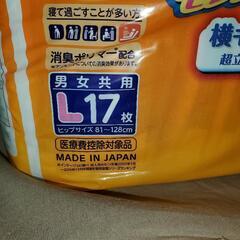 寝て過ごすことが多い方
消臭ポリマー配合
横
超立
男女共用
L17枚
ヒップサイズ 81〜128cm
医療費控除対象品
MADE IN JAPAN